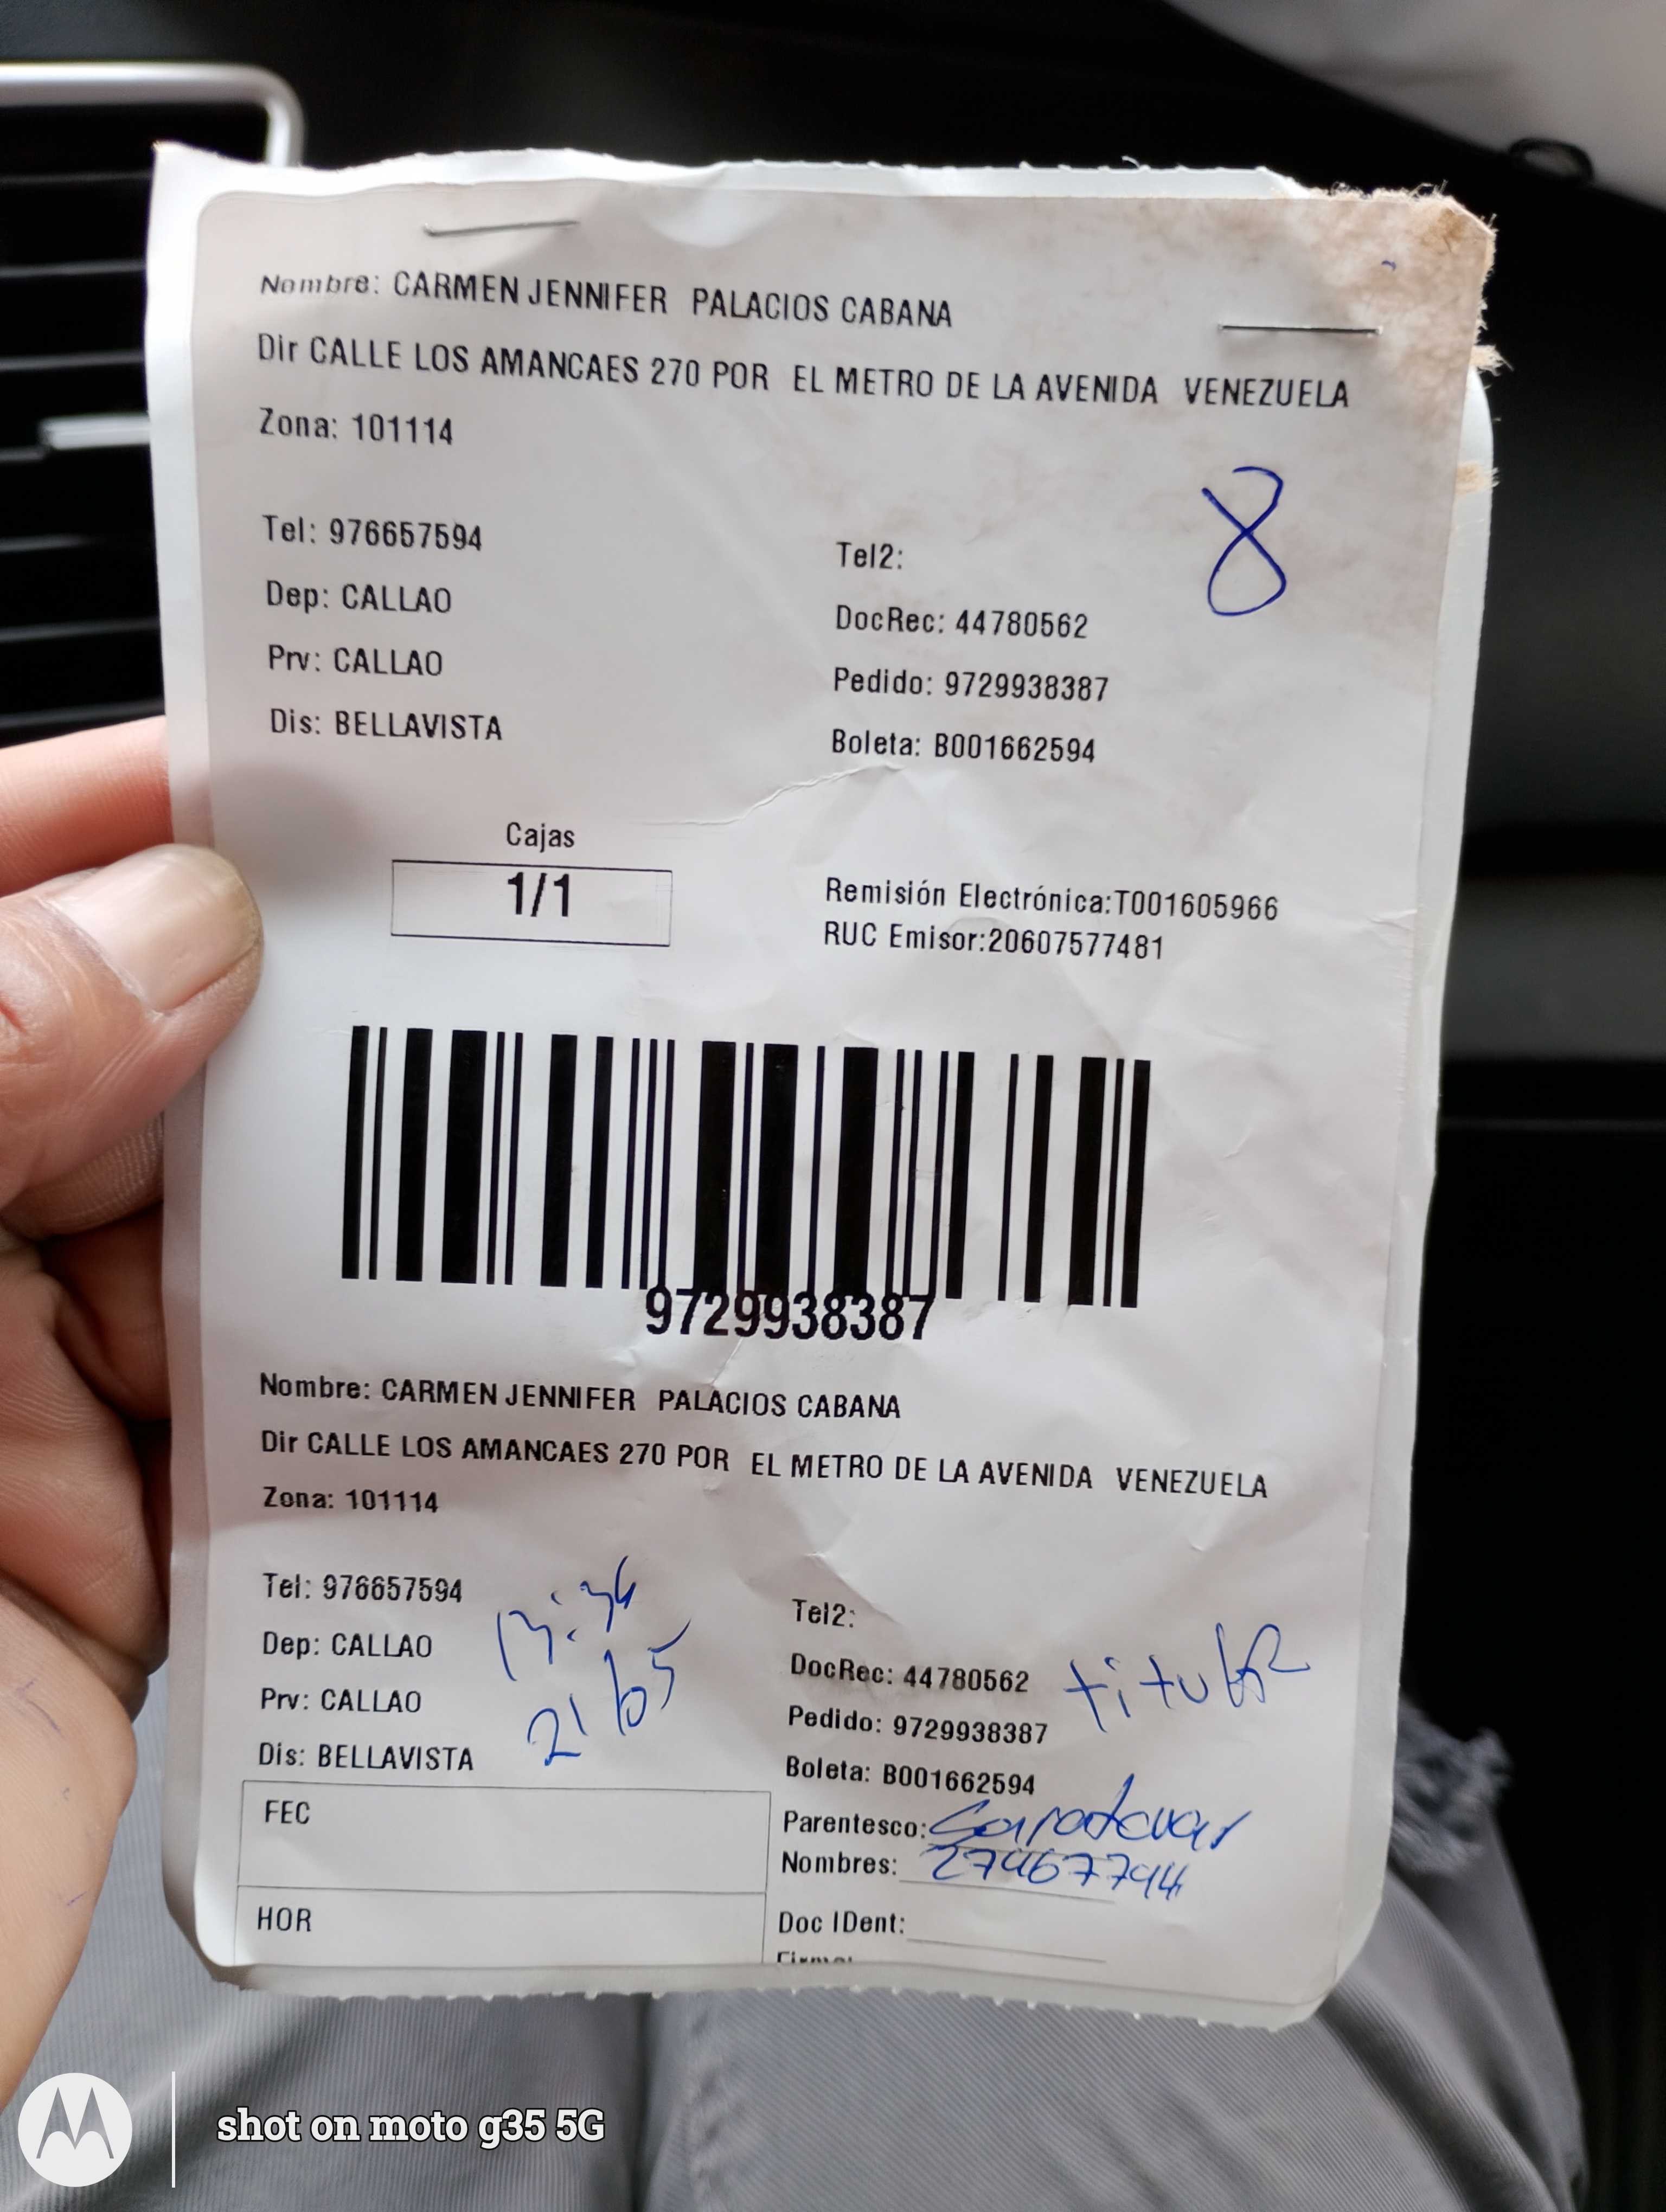 Nombre: CARMEN JENNIFER PALACIOS CABANA
Dir CALLE LOS AMANCAES 270 POR EL METRO DE LA AVENIDA VENEZUELA
Zona: 101114
8
Tel: 976657594
Tel2:
Dep: CALLAO
DocRec: 44780562
Prv: CALLAO
Pedido: 9729938387
Dis: BELLAVISTA
Boleta: B001662594
Cajas
1/1
Remisión Electrónica:T001605966
RUC Emisor:20607577481
9729938387
Nombre: CARMEN JENNIFER PALACIOS CABANA
Dir CALLE LOS AMANCAES 270 POR EL METRO DE LA AVENIDA VENEZUELA
Zona: 101114
Tel: 976657594
Tel2:
Dep: CALLAO
DocRec: 44780562 titular
Prv: CALLAO
Pedido: 9729938387
Dis: BELLAVISTA
Boleta: B001662594
FEC
Parentesco:
Nombres: 27467794
HOR
Doc IDent:
Firma:
shot on moto g35 5G